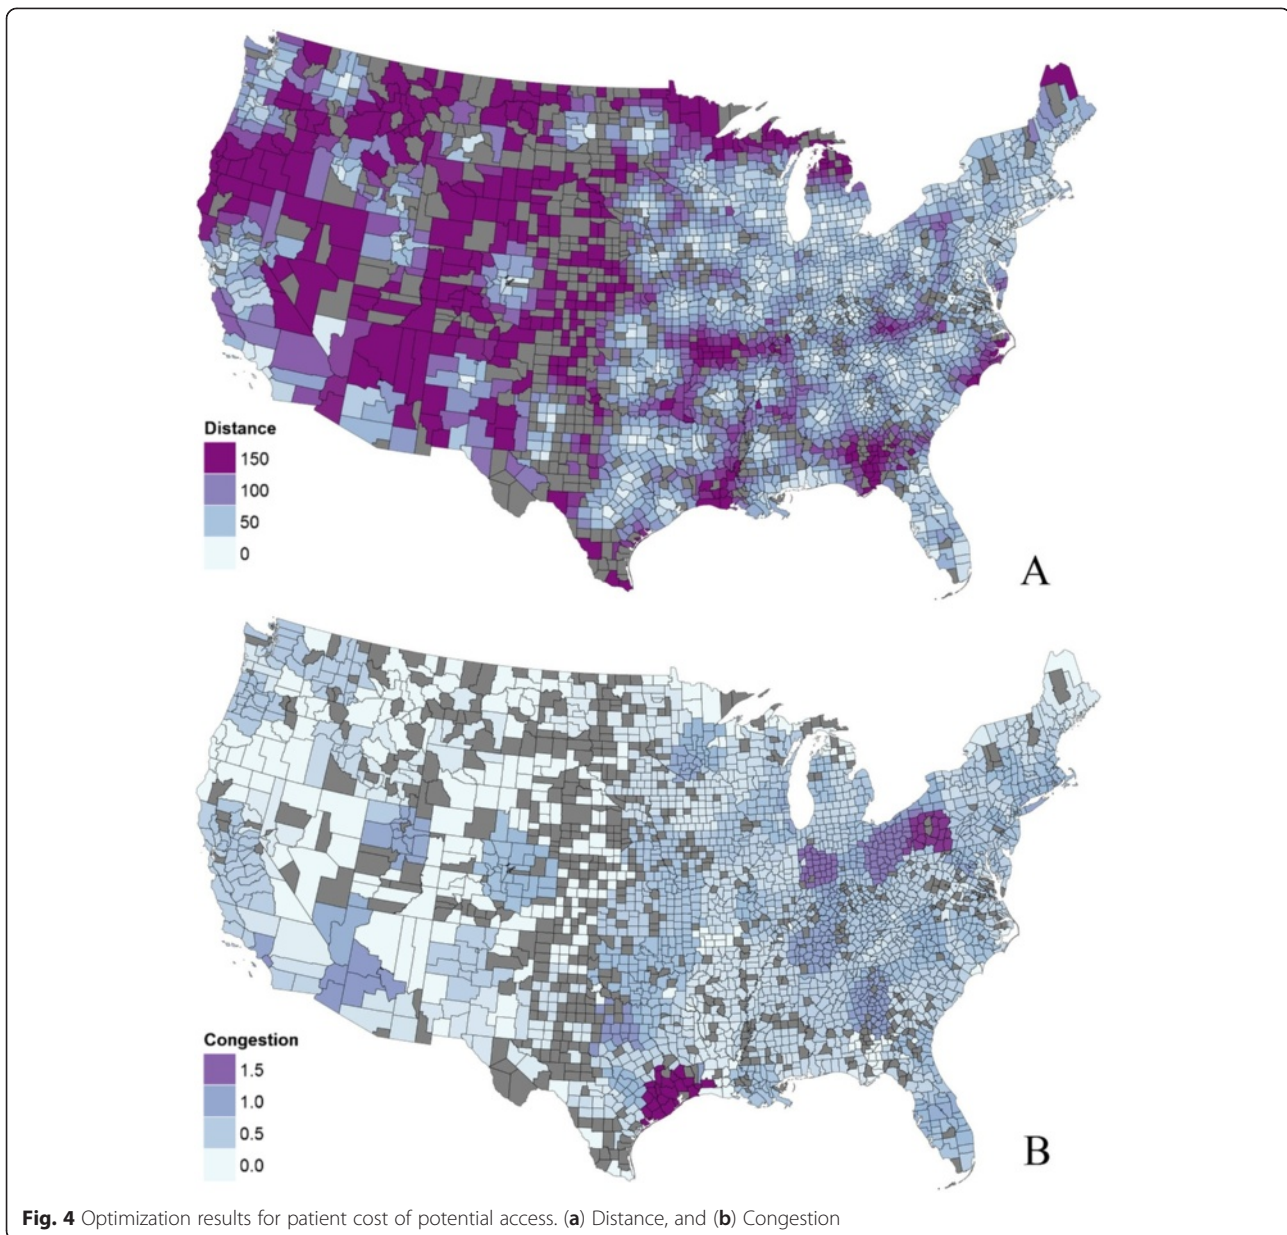 Distance
150
100
50
0
A
Congestion
1.5
1.0
0.5
0.0
B
Fig. 4 Optimization results for patient cost of potential access. (a) Distance, and (b) Congestion